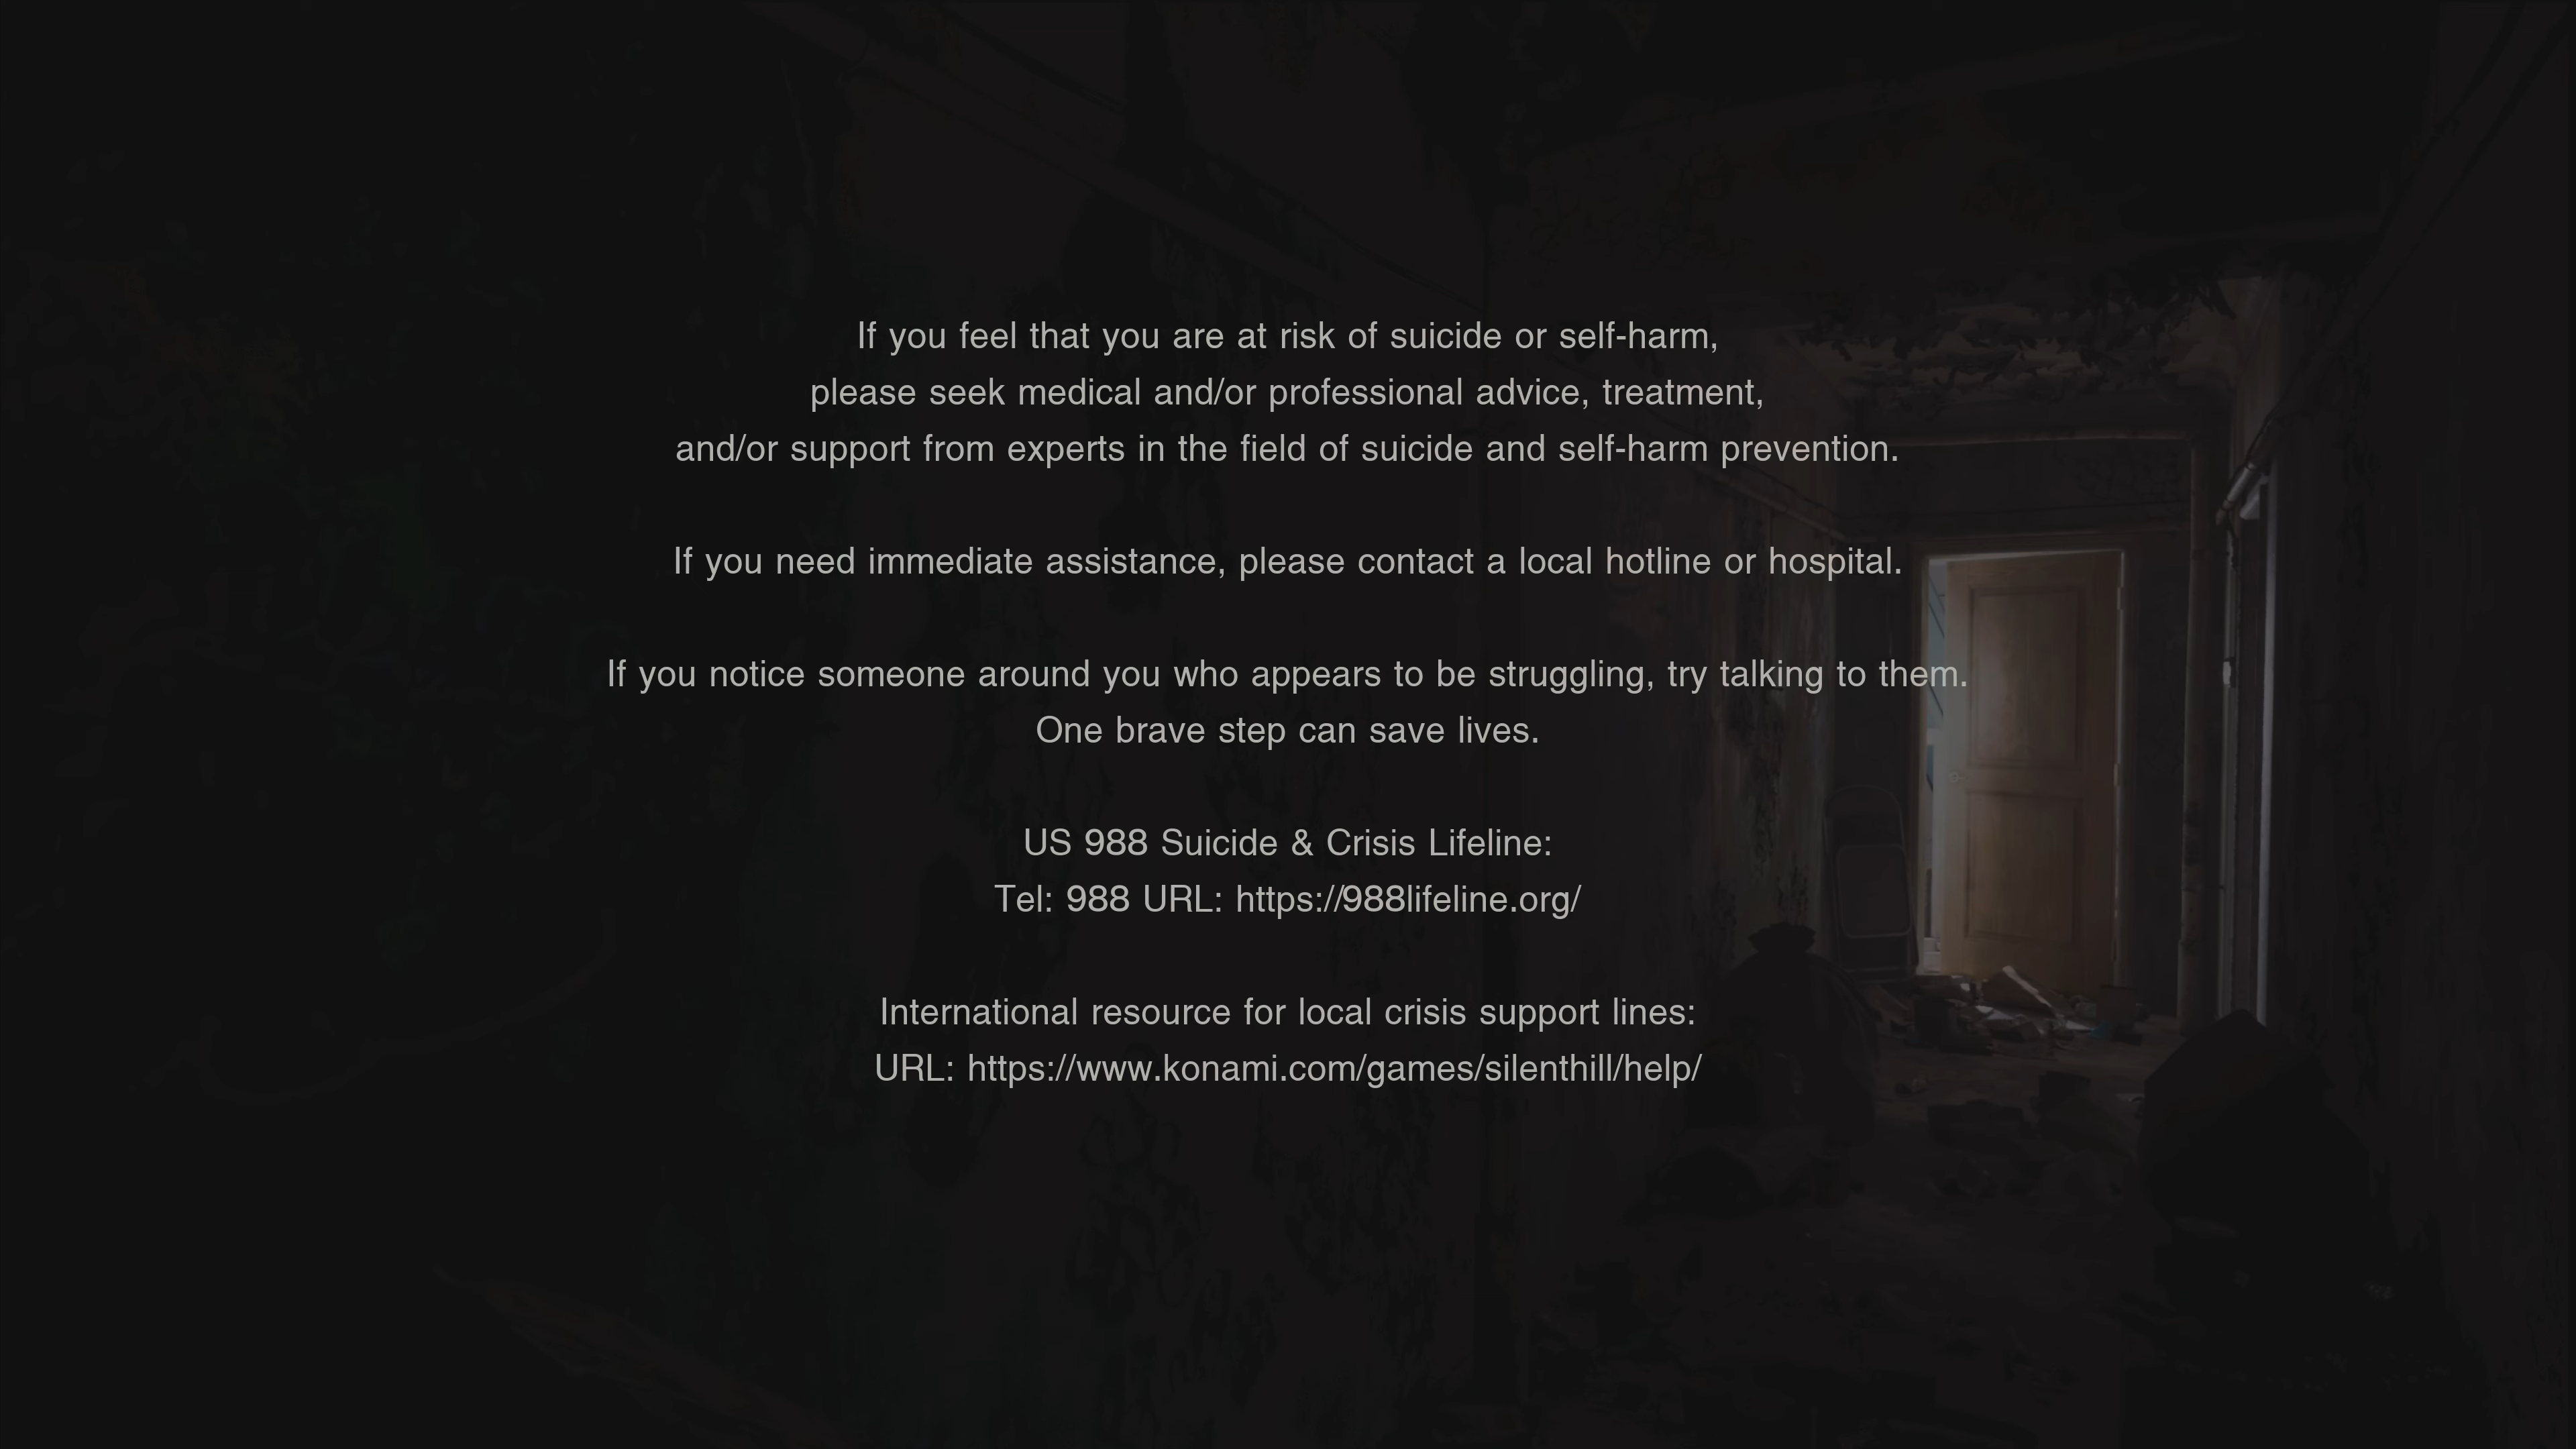 If you feel that you are at risk of suicide or self-harm,
please seek medical and/or professional advice, treatment,
and/or support from experts in the field of suicide and self-harm prevention.
If you need immediate assistance, please contact a local hotline or hospital.
If you notice someone around you who appears to be struggling, try talking to them.
One brave step can save lives.
US 988 Suicide & Crisis Lifeline:
Tel: 988 URL: https://988lifeline.org/
International resource for local crisis support lines:
URL: https://www.konami.com/games/silenthill/help/